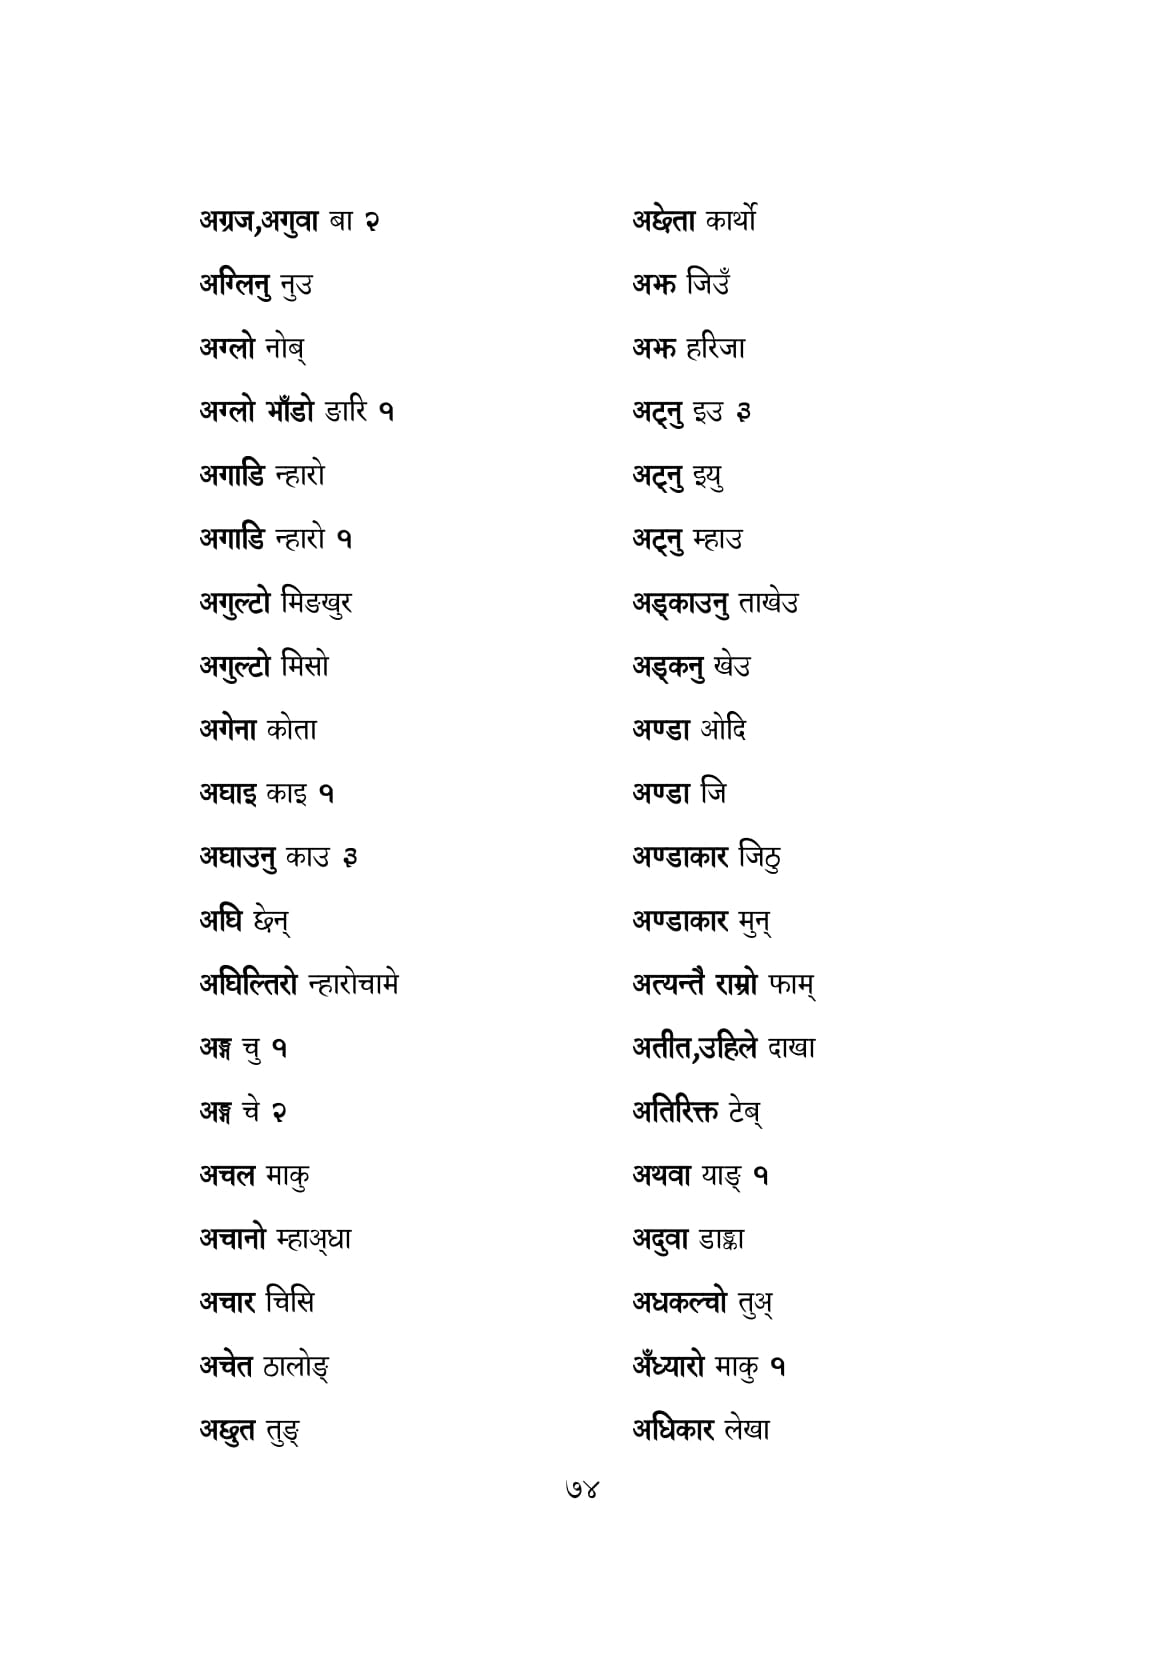 अग्रज,अगुवा बा २
अग्लिनु नुउ
अग्लो नोब्
अग्लो भाँडो ङारि १
अगाडि न्हारो
अगाडि न्हारो १
अगुल्टो मिङखुर
अगुल्टो मिसो
अगेना कोता
अघाइ काइ १
अघाउनु काउ ३
अघि छेन्
अघिल्तिरो न्हारोचामे
अङ्ग चु १
अङ्ग चे २
अचल माकु
अचानो म्हाअ्धा
अचार चिसि
अचेत ठालोङ्
अछुत तुङ्
अछेता कार्थो
अझ जिउँ
अझ हरिजा
अट्नु इउ ३
अट्नु इयु
अट्नु म्हाउ
अड्काउनु ताखेउ
अड्कनु खेउ
अण्डा ओदि
अण्डा जि
अण्डाकार जिठु
अण्डाकार मुन्
अत्यन्तै राम्रो फाम्
अतीत,उहिले दाखा
अतिरिक्त टेब्
अथवा याङ् १
अदुवा डाङ्का
अधकल्चो तुअ्
अँध्यारो माकु १
अधिकार लेखा
७४